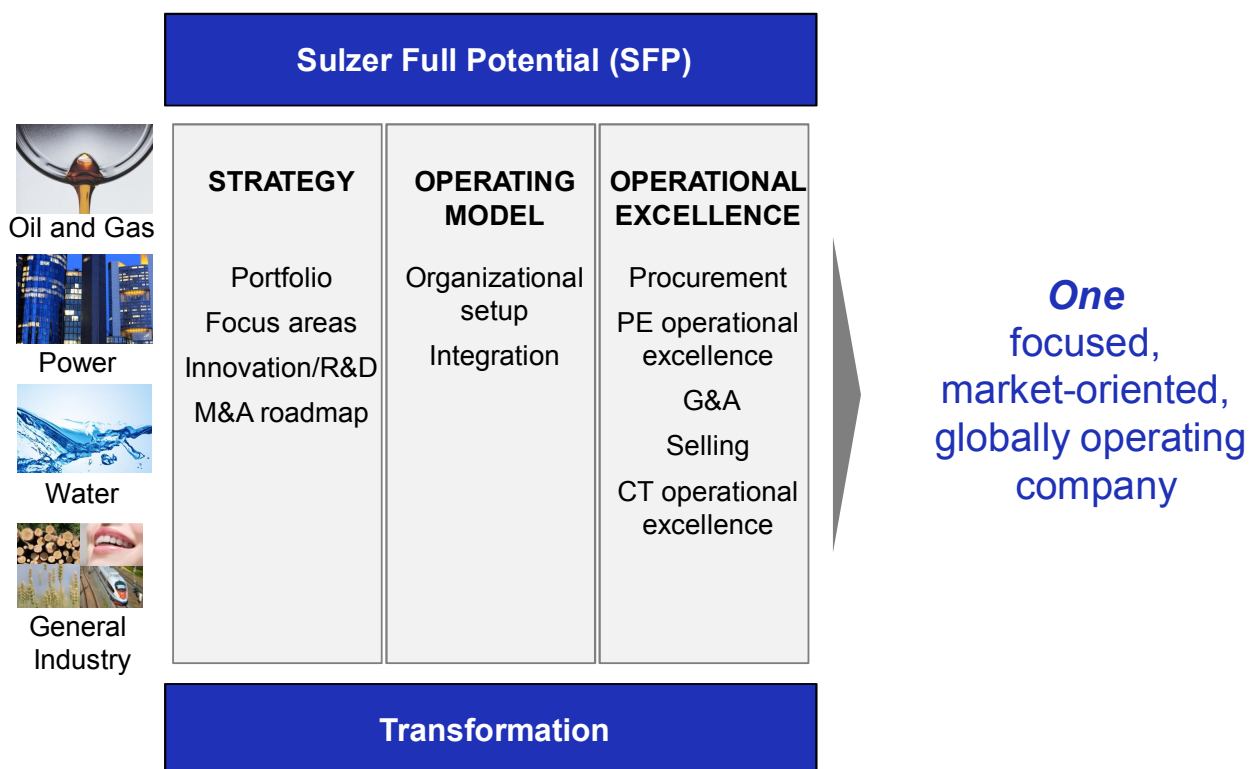 Sulzer Full Potential (SFP)
Oil and Gas
Power
Water
General
Industry
STRATEGY
Portfolio
Focus areas
Innovation/R&D
M&A roadmap
OPERATING
MODEL
Organizational
setup
Integration
OPERATIONAL
EXCELLENCE
Procurement
PE operational
excellence
G&A
Selling
CT operational
excellence
One
focused,
market-oriented,
globally operating
company
Transformation